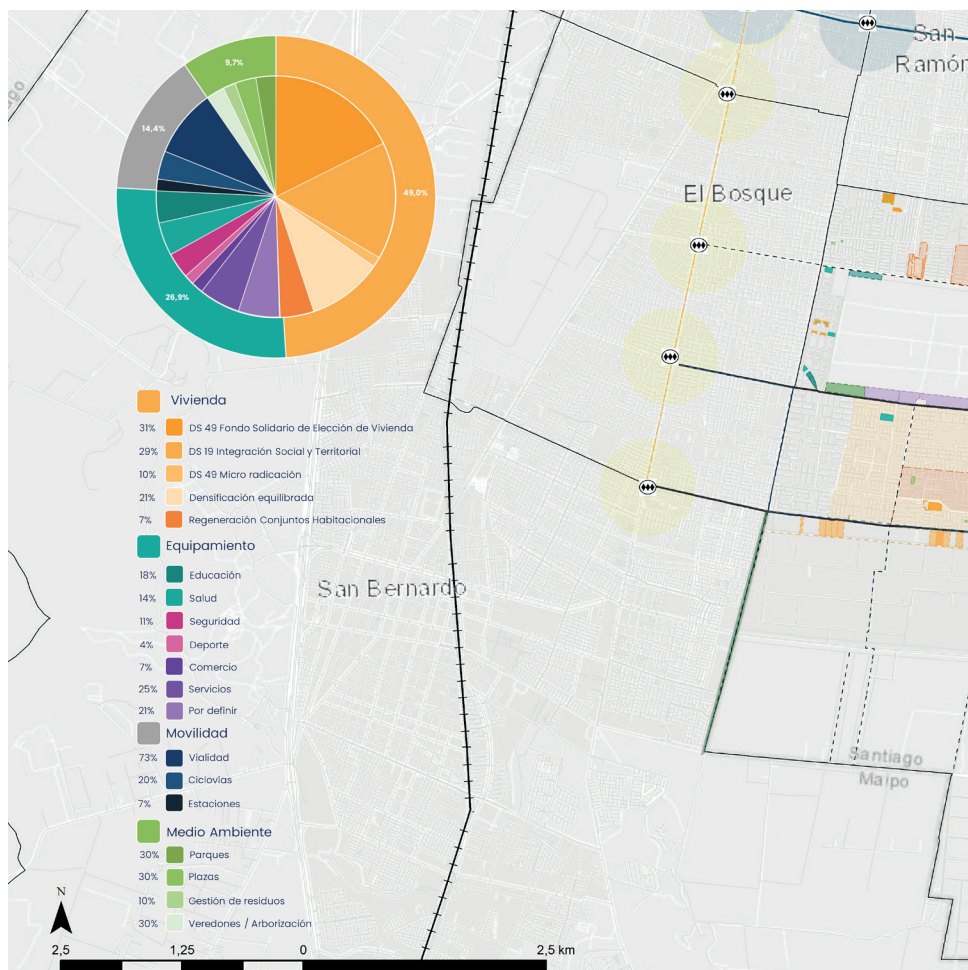 9,7%
14,4%
49,0%
26,9%
Vivienda
31% DS 49 Fondo Solidario de Elección de Vivienda
29% DS 19 Integración Social y Territorial
10% DS 49 Micro radicación
21% Densificación equilibrada
7% Regeneración Conjuntos Habitacionales
Equipamiento
18% Educación
14% Salud
11% Seguridad
4% Deporte
7% Comercio
25% Servicios
21% Por definir
Movilidad
73% Vialidad
20% Ciclovías
7% Estaciones
Medio Ambiente
30% Parques
30% Plazas
10% Gestión de residuos
30% Veredones / Arborización
N
2,5 1,25 0 2,5 km
San
Ramón
El Bosque
San Bernardo
Santiago
Maipo